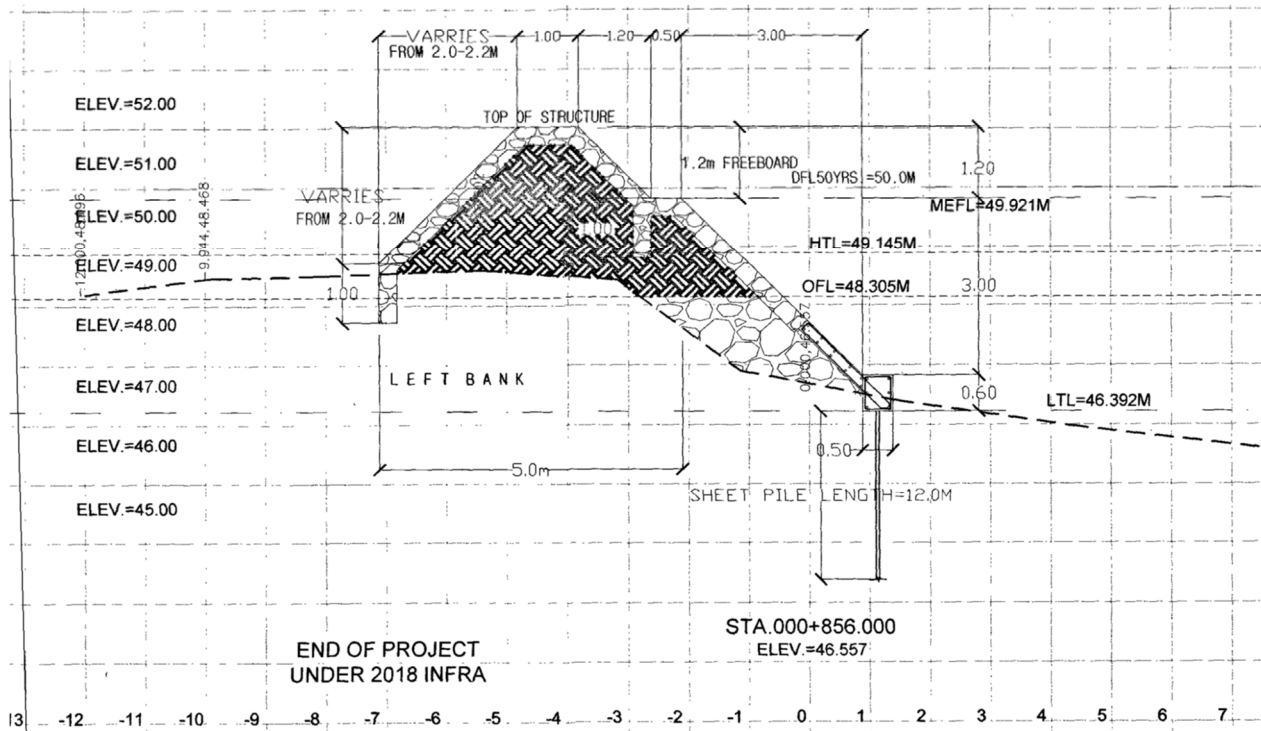 VARRIES
FROM 2.0-2.2M
1.00
1.20
0.50
3.00
ELEV.=52.00
TOP OF STRUCTURE
ELEV.=51.00
1.2m FREEBOARD
1.20
DFL50YRS.=50.0M
VARRIES
FROM 2.0-2.2M
ELEV.=50.00
MEFL=49.921M
9.944,48.468
1.00
HTL=49.145M
ELEV.=49.00
OFL=48.305M
3.00
1.00
ELEV.=48.00
LEFT BANK
ELEV.=47.00
0.60
LTL=46.392M
ELEV.=46.00
0.50
5.0m
SHEET PILE LENGTH=12.0M
ELEV.=45.00
STA.000+856.000
ELEV.=46.557
END OF PROJECT
UNDER 2018 INFRA
-12 -11 -10 -9 -8 -7 -6 -5 -4 -3 -2 -1 0 1 2 3 4 5 6 7